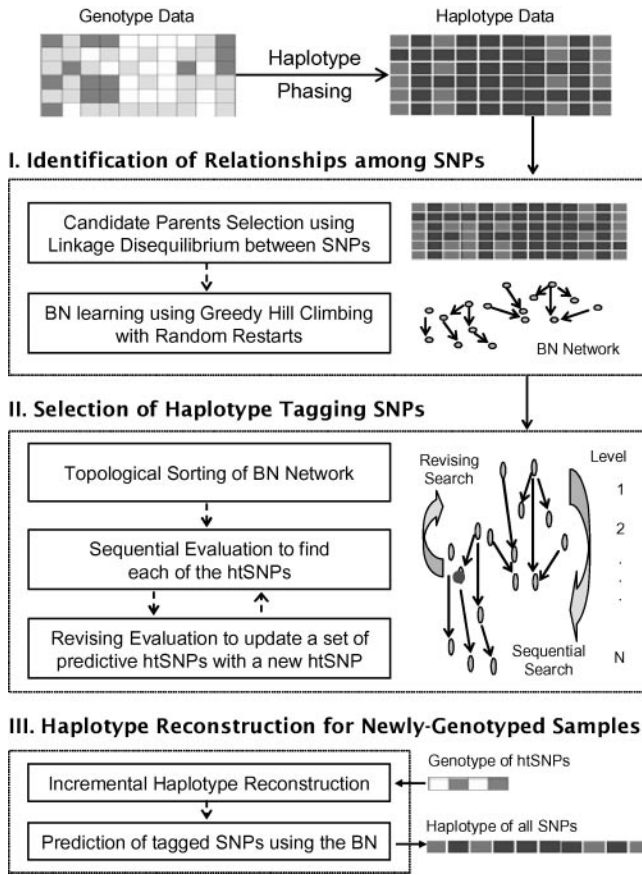 Genotype Data
Haplotype Data
Haplotype
Phasing
I. Identification of Relationships among SNPs
Candidate Parents Selection using
Linkage Disequilibrium between SNPs
BN learning using Greedy Hill Climbing
with Random Restarts
BN Network
II. Selection of Haplotype Tagging SNPs
Topological Sorting of BN Network
Sequential Evaluation to find
each of the htSNPs
Revising Evaluation to update a set of
predictive htSNPs with a new htSNP
Revising
Search
Level
1
2
.
.
.
N
Sequential
Search
III. Haplotype Reconstruction for Newly-Genotyped Samples
Incremental Haplotype Reconstruction
Genotype of htSNPs
Prediction of tagged SNPs using the BN
Haplotype of all SNPs